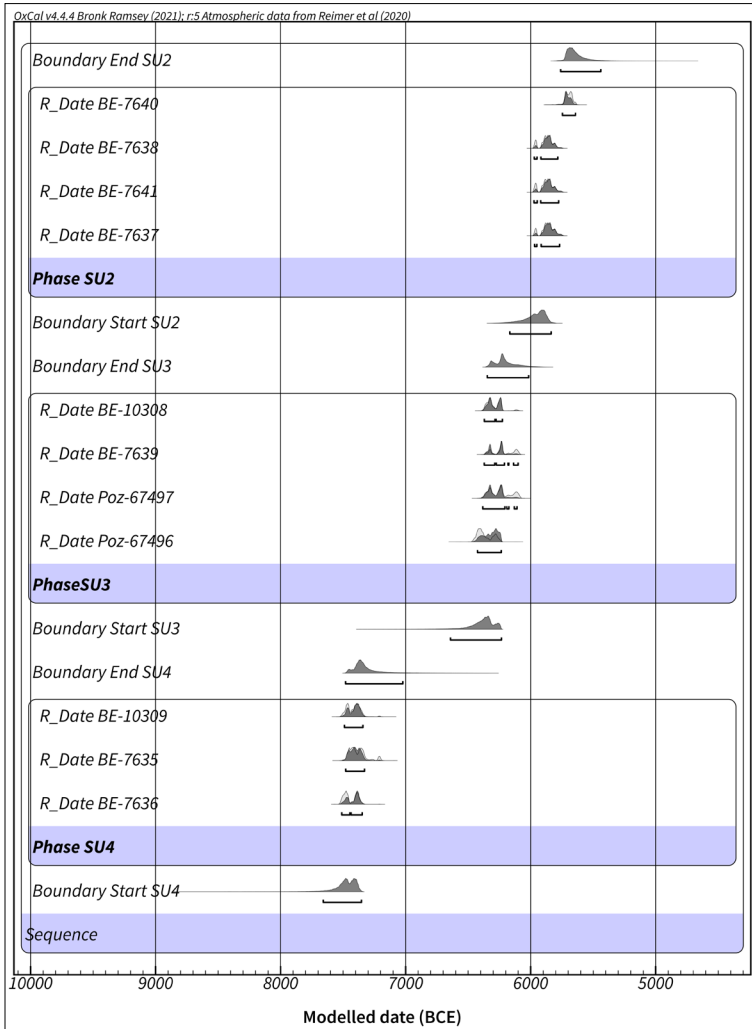 OxCal v4.4.4 Bronk Ramsey (2021); r:5 Atmospheric data from Reimer et al (2020)
Boundary End SU2
R_Date BE-7640
R_Date BE-7638
R_Date BE-7641
R_Date BE-7637
Phase SU2
Boundary Start SU2
Boundary End SU3
R_Date BE-10308
R_Date BE-7639
R_Date Poz-67497
R_Date Poz-67496
PhaseSU3
Boundary Start SU3
Boundary End SU4
R_Date BE-10309
R_Date BE-7635
R_Date BE-7636
Phase SU4
Boundary Start SU4
Sequence
10000 9000 8000 7000 6000 5000
Modelled date (BCE)